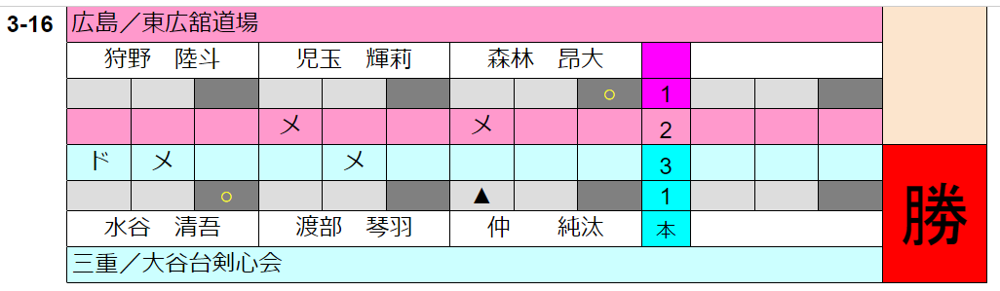 3-16 広島／東広舘道場
狩野 陸斗 児玉 輝莉 森林 昂大
○ 1
メ メ 2
ド メ メ 3
○ ▲ 1
水谷 清吾 渡部 琴羽 仲 純汰 本
三重／大谷台剣心会
勝